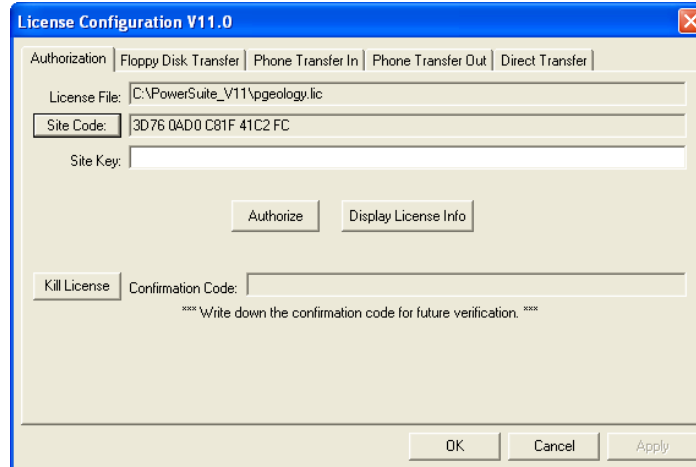 License Configuration V11.0
Authorization Floppy Disk Transfer Phone Transfer In Phone Transfer Out Direct Transfer
License File: C:\PowerSuite_V11\pgeology.lic
Site Code: 3D76 0AD0 C81F 41C2 FC
Site Key:
Authorize Display License Info
Kill License Confirmation Code:
*** Write down the confirmation code for future verification. ***
OK Cancel Apply